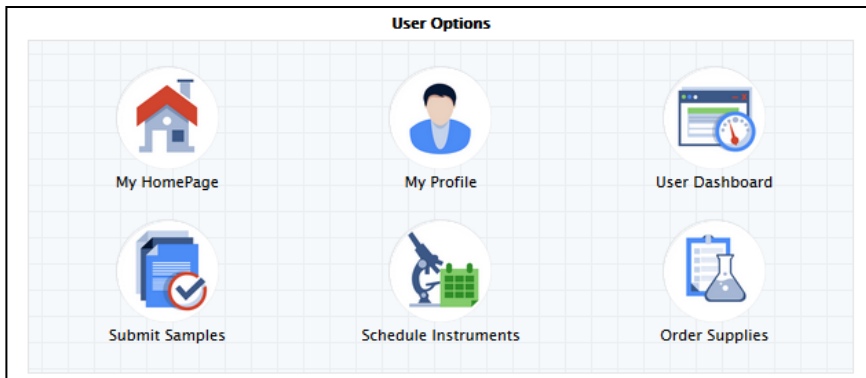 User Options
My HomePage
My Profile
User Dashboard
Submit Samples
Schedule Instruments
Order Supplies